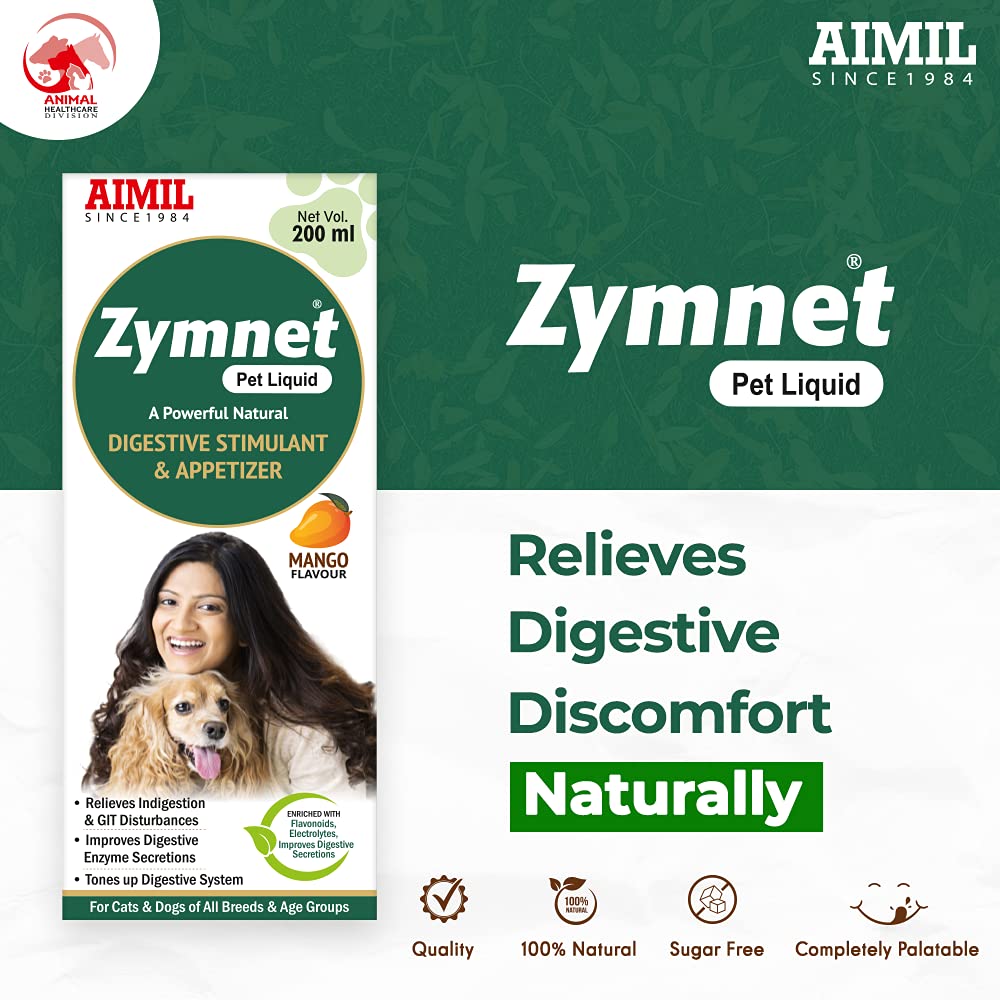 ANIMAL
HEALTHCARE
DIVISION
AIMIL
SINCE1984
AIMIL
SINCE1984
Net Vol.
200 ml
Zymnet®
Pet Liquid
A Powerful Natural
DIGESTIVE STIMULANT
& APPETIZER
MANGO
FLAVOUR
• Relieves Indigestion
& GIT Disturbances
• Improves Digestive
Enzyme Secretions
• Tones up Digestive System
ENRICHED WITH
Flavonoids,
Electrolytes,
Improves Digestive
Secretions
For Cats & Dogs of All Breeds & Age Groups
Zymnet®
Pet Liquid
Relieves
Digestive
Discomfort
Naturally
Quality
100%
NATURAL
100% Natural
Sugar Free
Completely Palatable